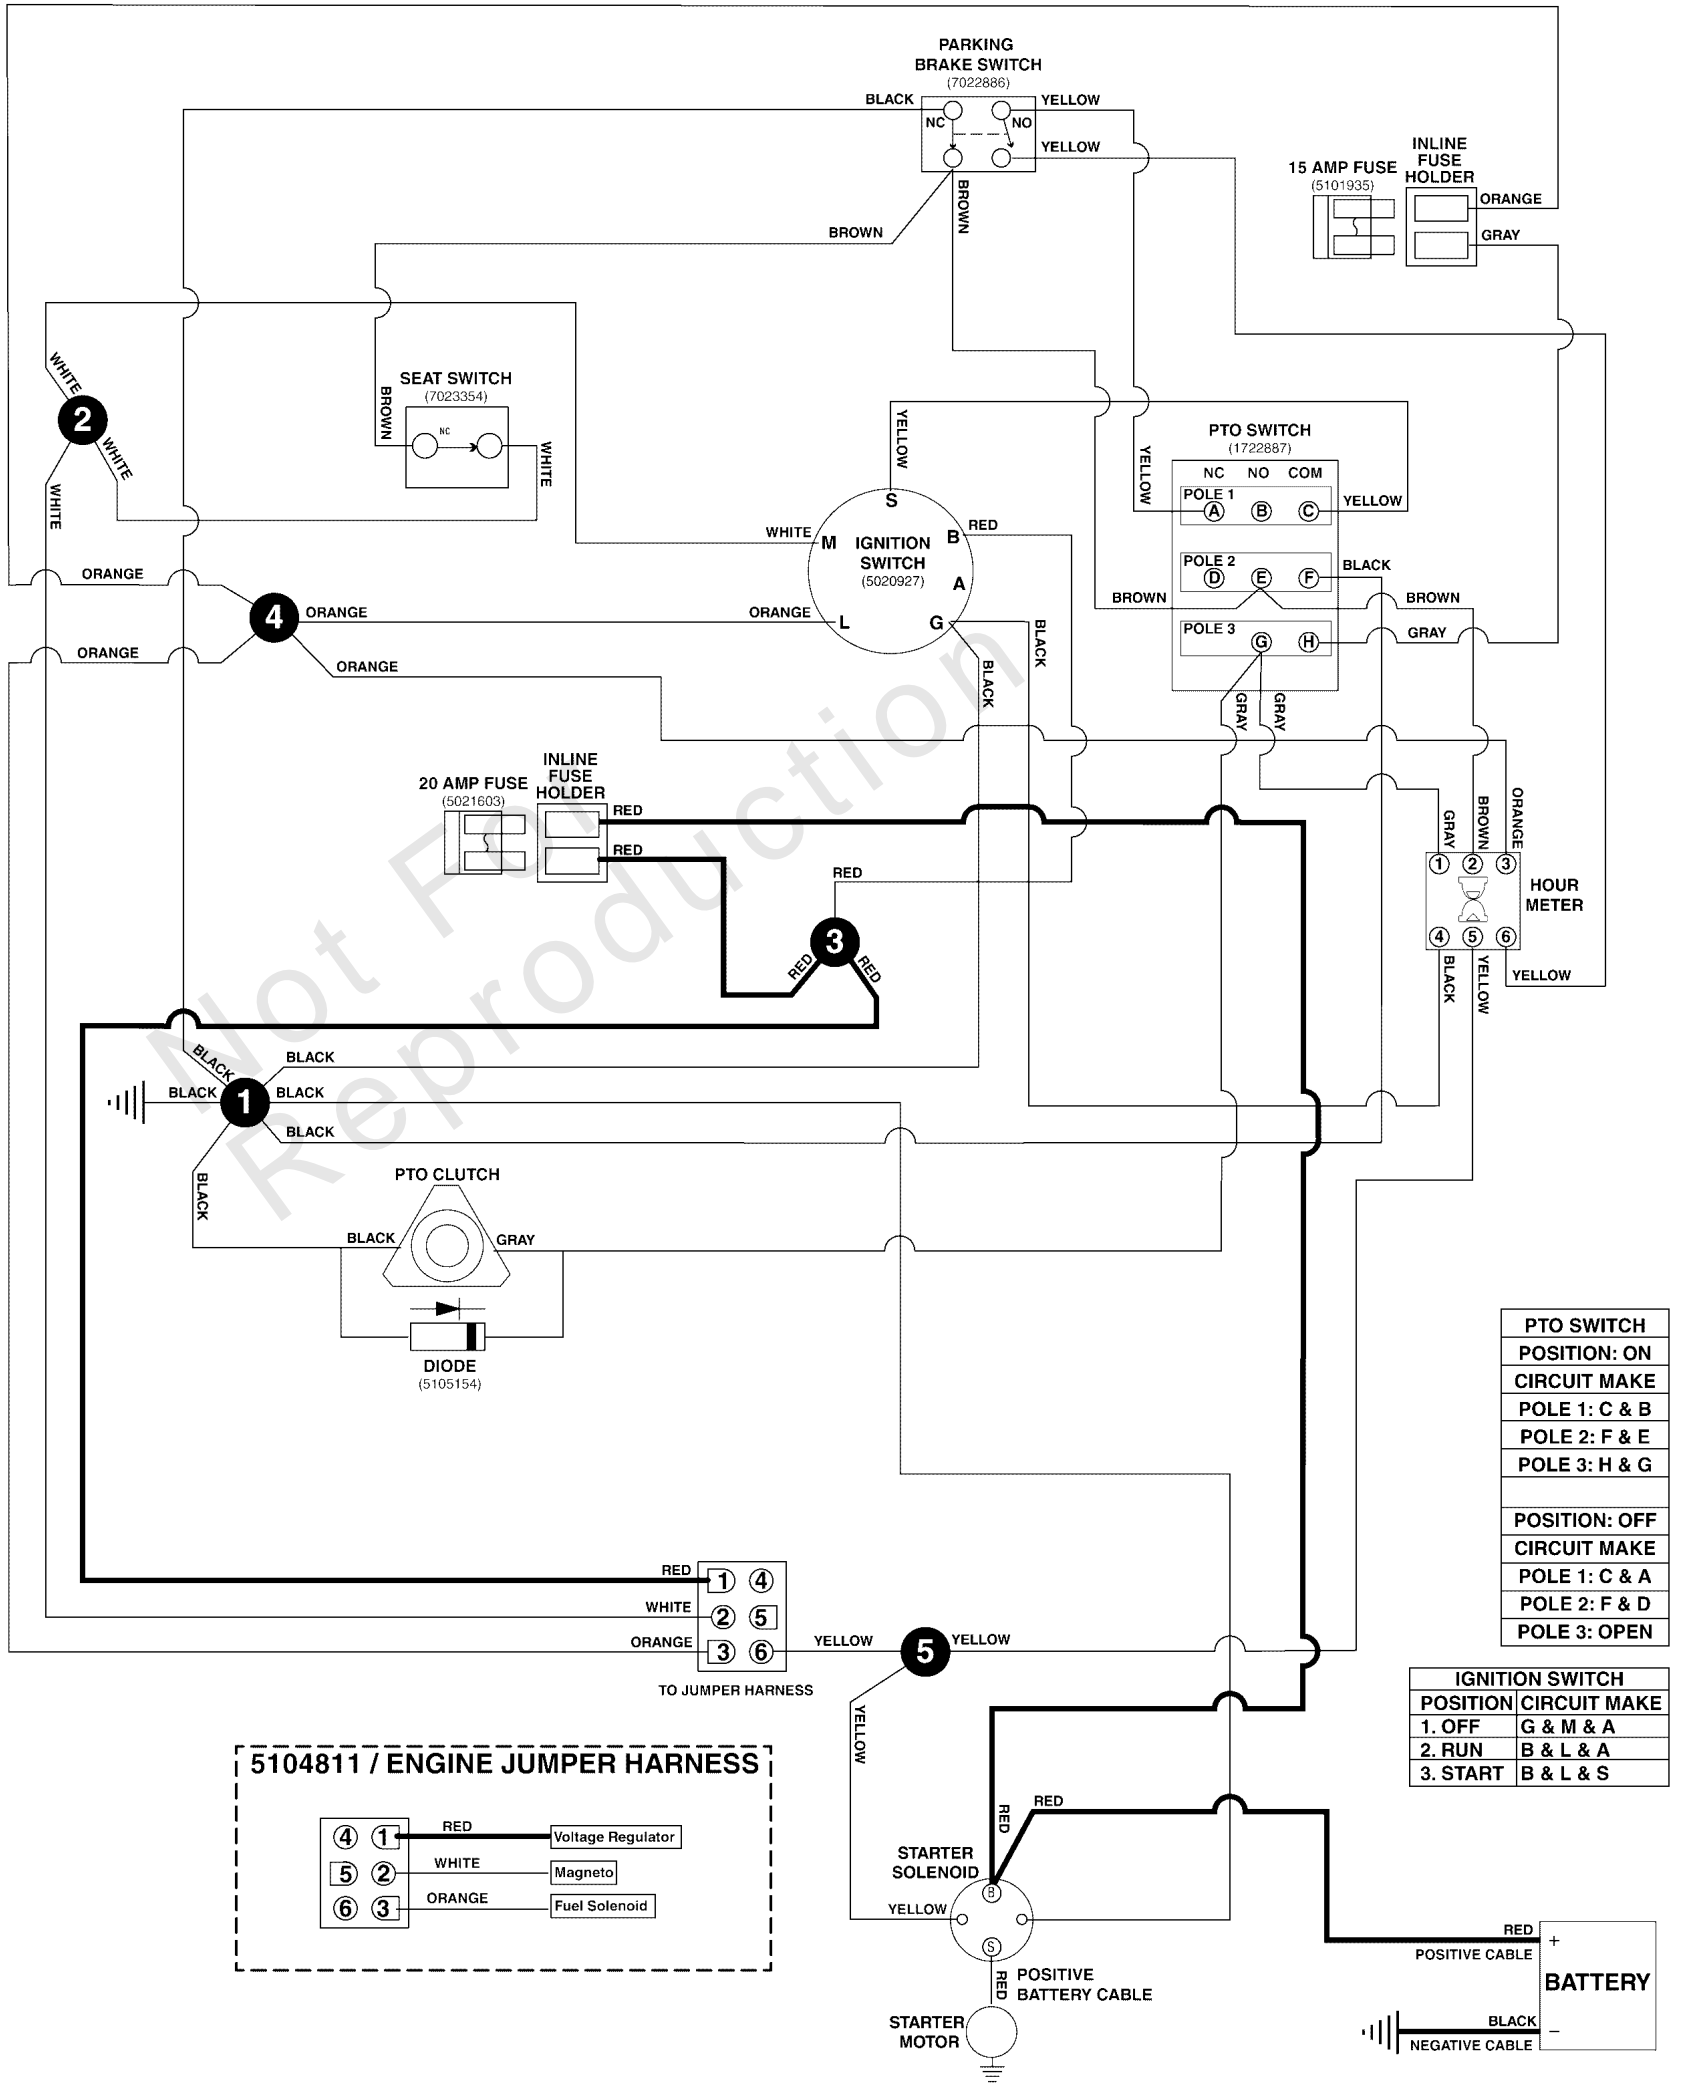 PARKING
BRAKE SWITCH
(7022886)
BLACK
YELLOW
NC
NO
YELLOW
BROWN
BROWN
15 AMP FUSE
(5101935)
INLINE
FUSE
HOLDER
ORANGE
GRAY
WHITE
2
WHITE
WHITE
SEAT SWITCH
(7023354)
BROWN
NC
WHITE
YELLOW
S
WHITE
M
IGNITION
SWITCH
(5020927)
B
RED
A
ORANGE
L
G
BLACK
BLACK
YELLOW
PTO SWITCH
(1722887)
NC NO COM
POLE 1
A B C
YELLOW
POLE 2
D E F
BLACK
BROWN
BROWN
POLE 3
G H
GRAY
GRAY
GRAY
ORANGE
4
ORANGE
ORANGE
ORANGE
Not For
Reproduction
20 AMP FUSE
(5021603)
INLINE
FUSE
HOLDER
RED
RED
RED
3
RED
RED
GRAY
BROWN
ORANGE
1 2 3
HOUR
METER
4 5 6
BLACK
YELLOW
YELLOW
BLACK
BLACK
BLACK
1
BLACK
BLACK
BLACK
PTO CLUTCH
BLACK
GRAY
DIODE
(5105154)
PTO SWITCH
POSITION: ON
CIRCUIT MAKE
POLE 1: C & B
POLE 2: F & E
POLE 3: H & G
POSITION: OFF
CIRCUIT MAKE
POLE 1: C & A
POLE 2: F & D
POLE 3: OPEN
RED
1 4
WHITE
2 5
ORANGE
3 6
YELLOW
5
YELLOW
TO JUMPER HARNESS
YELLOW
IGNITION SWITCH
POSITION CIRCUIT MAKE
1. OFF G & M & A
2. RUN B & L & A
3. START B & L & S
5104811 / ENGINE JUMPER HARNESS
4 1
RED
Voltage Regulator
5 2
WHITE
Magneto
6 3
ORANGE
Fuel Solenoid
RED
RED
STARTER
SOLENOID
B
YELLOW
S
RED
POSITIVE
BATTERY CABLE
STARTER
MOTOR
RED
+
POSITIVE CABLE
BATTERY
BLACK
−
NEGATIVE CABLE